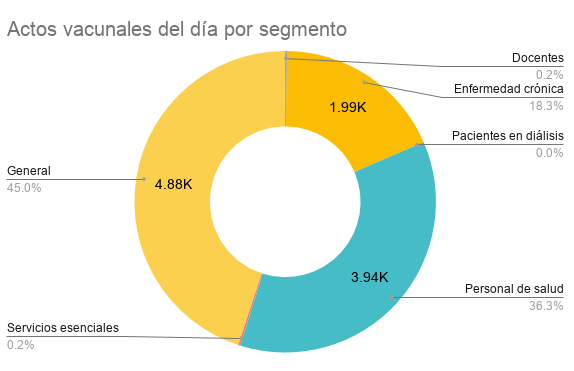 Actos vacunales del día por segmento
Docentes
0.2%
Enfermedad crónica
18.3%
1.99K
Pacientes en diálisis
0.0%
General
45.0%
4.88K
3.94K
Personal de salud
36.3%
Servicios esenciales
0.2%